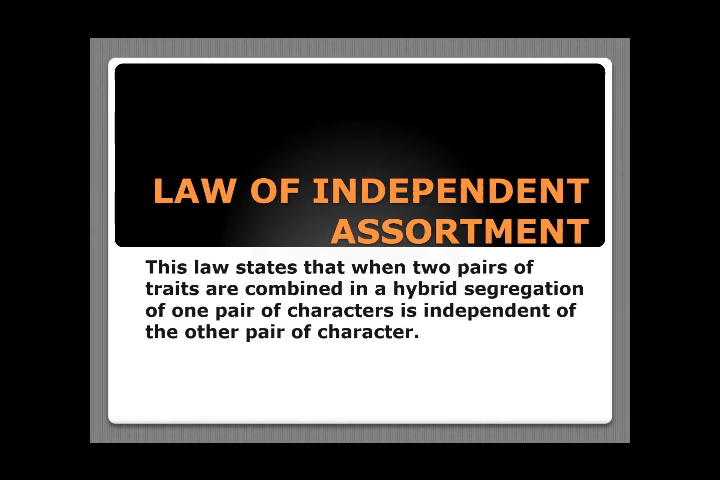 LAW OF INDEPENDENT
ASSORTMENT
This law states that when two pairs of
traits are combined in a hybrid segregation
of one pair of characters is independent of
the other pair of character.